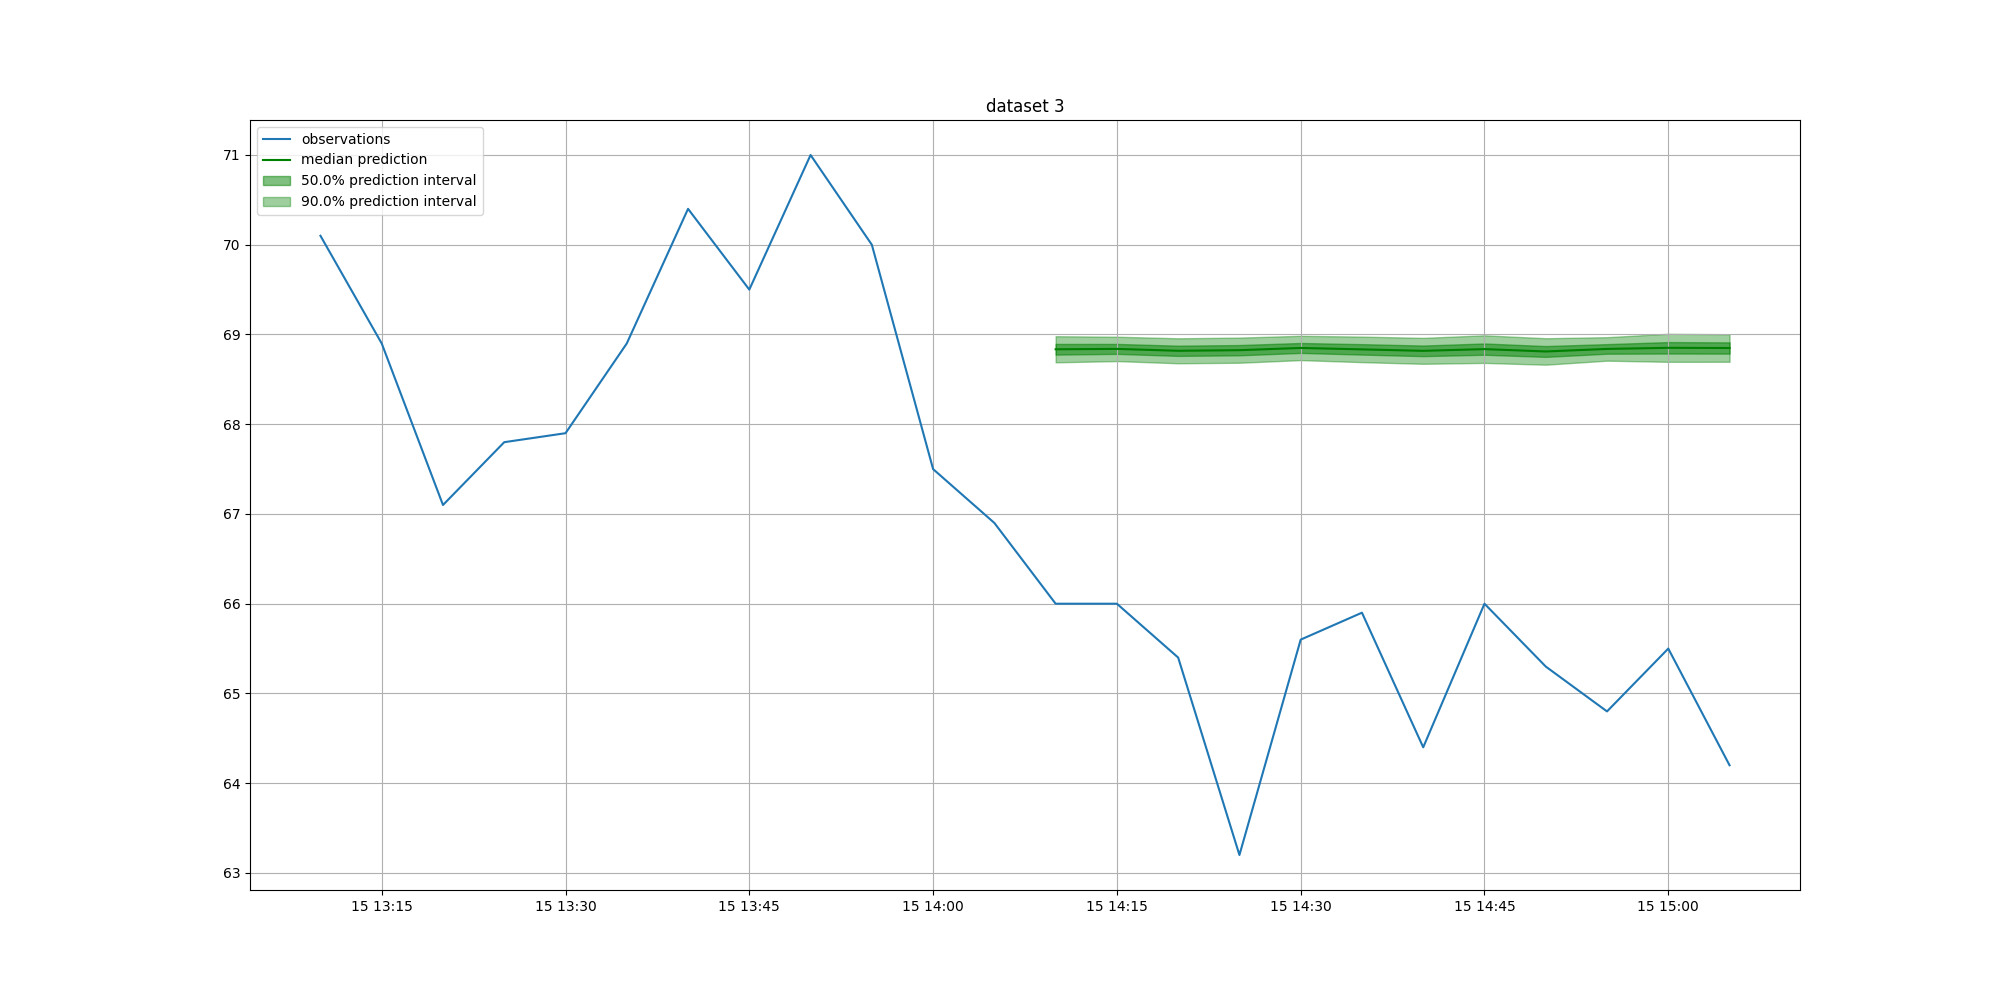 dataset 3
observations
median prediction
50.0% prediction interval
90.0% prediction interval
71
70
69
68
67
66
65
64
63
15 13:15 15 13:30 15 13:45 15 14:00 15 14:15 15 14:30 15 14:45 15 15:00